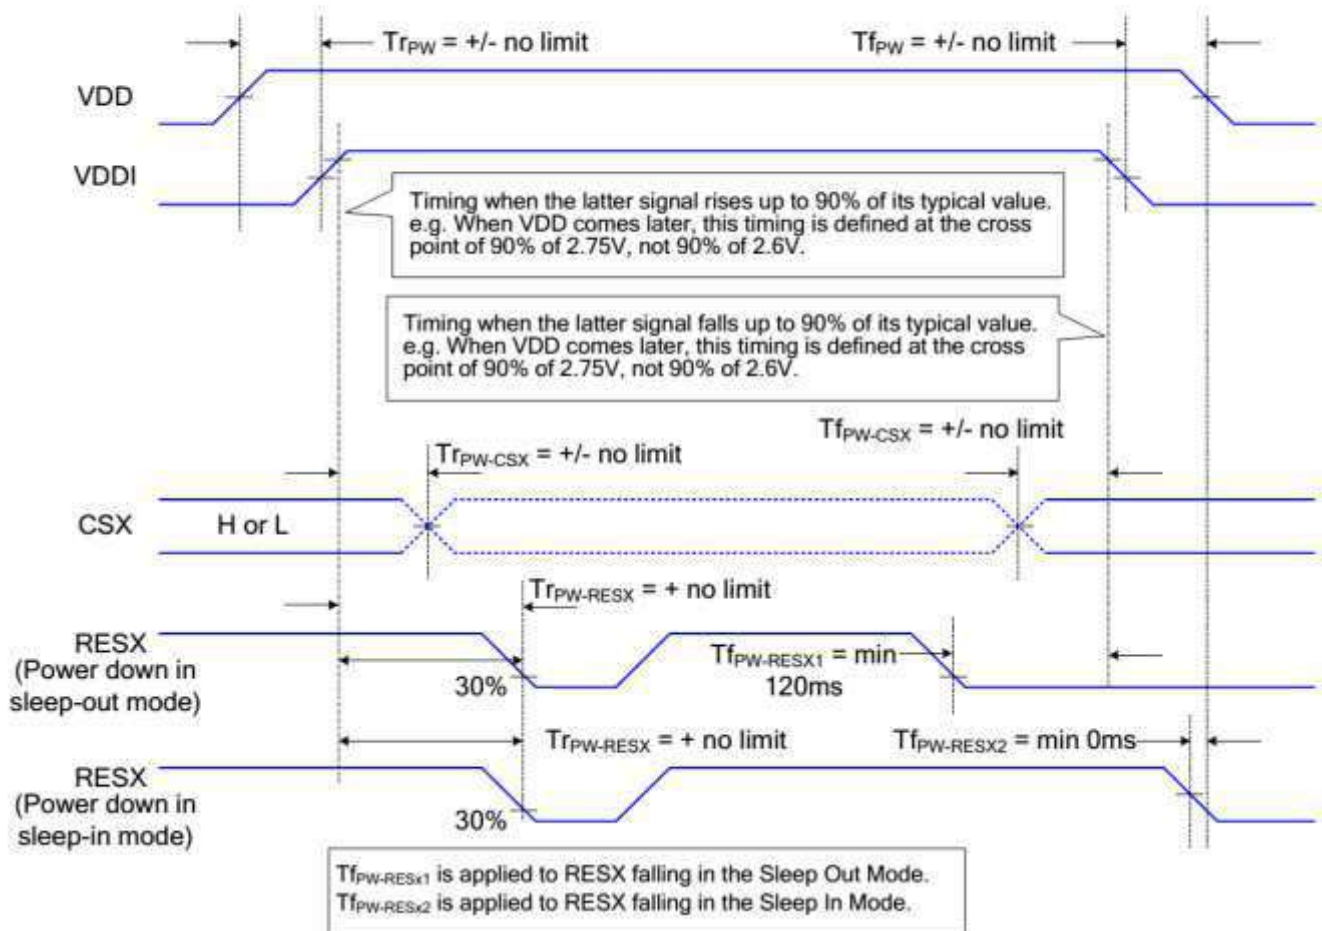 TrPW = +/- no limit
TfPW = +/- no limit
VDD
VDDI
Timing when the latter signal rises up to 90% of its typical value.
e.g. When VDD comes later, this timing is defined at the cross
point of 90% of 2.75V, not 90% of 2.6V.
Timing when the latter signal falls up to 90% of its typical value.
e.g. When VDD comes later, this timing is defined at the cross
point of 90% of 2.75V, not 90% of 2.6V.
TfPW-CSX = +/- no limit
TrPW-CSX = +/- no limit
CSX
H or L
TrPW-RESX = + no limit
RESX
(Power down in
sleep-out mode)
30%
TfPW-RESX1 = min
120ms
TrPW-RESX = + no limit
TfPW-RESX2 = min 0ms
RESX
(Power down in
sleep-in mode)
30%
TfPW-RESx1 is applied to RESX falling in the Sleep Out Mode.
TfPW-RESx2 is applied to RESX falling in the Sleep In Mode.